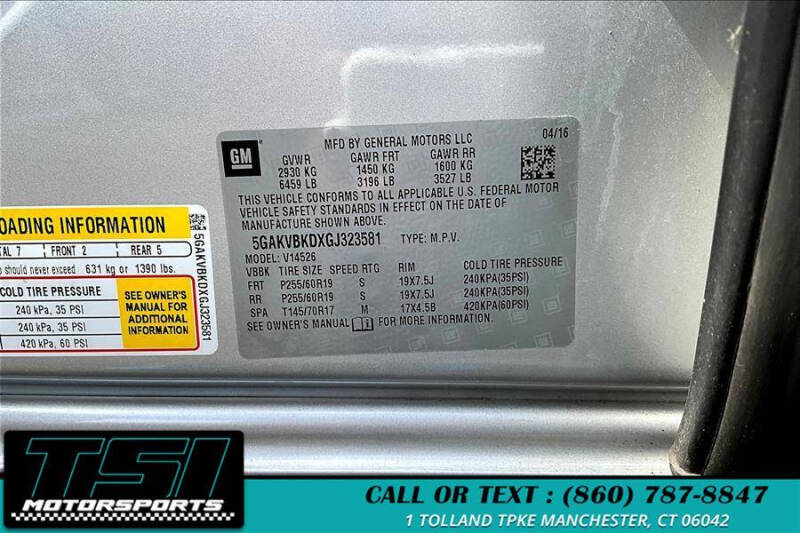 GM
MFD BY GENERAL MOTORS LLC
04/16
GVWR GAWR FRT GAWR RR
2930 KG 1450 KG 1600 KG
6459 LB 3196 LB 3527 LB
THIS VEHICLE CONFORMS TO ALL APPLICABLE U.S. FEDERAL MOTOR
VEHICLE SAFETY STANDARDS IN EFFECT ON THE DATE OF
MANUFACTURE SHOWN ABOVE.
5GAKVBKDXGJ323581 TYPE: M.P.V.
MODEL: V14526
VBBK TIRE SIZE SPEED RTG RIM COLD TIRE PRESSURE
FRT P255/60R19 S 19X7.5J 240KPA(35PSI)
RR P255/60R19 S 19X7.5J 240KPA(35PSI)
SPA T145/70R17 M 17X4.5B 420KPA(60PSI)
SEE OWNER'S MANUAL FOR MORE INFORMATION
OADING INFORMATION
AL 7 FRONT 2 REAR 5
should never exceed 631 kg or 1390 lbs.
COLD TIRE PRESSURE
240 kPa, 35 PSI
240 kPa, 35 PSI
420 kPa, 60 PSI
SEE OWNER'S
MANUAL FOR
ADDITIONAL
INFORMATION
5GAKVBKDXGJ323581
TSI
MOTORSPORTS
CALL OR TEXT : (860) 787-8847
1 TOLLAND TPKE MANCHESTER, CT 06042